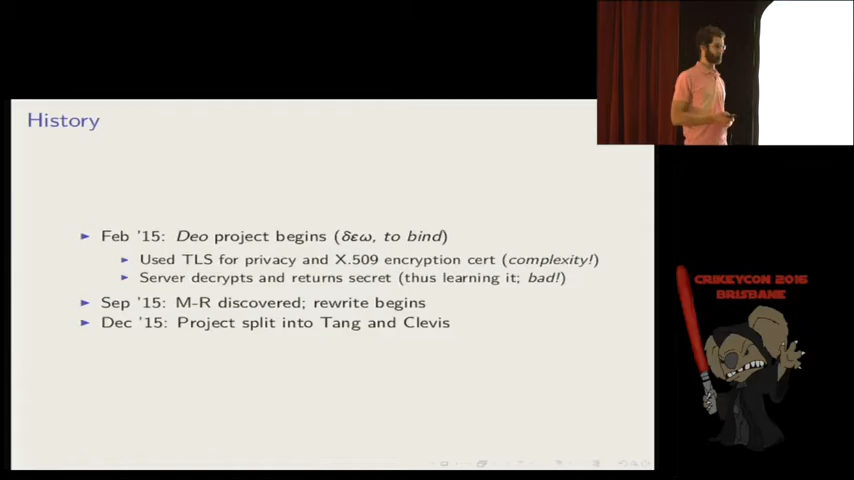 History
► Feb '15: Deo project begins (δεω, to bind)
► Used TLS for privacy and X.509 encryption cert (complexity!)
► Server decrypts and returns secret (thus learning it; bad!)
► Sep '15: M-R discovered; rewrite begins
► Dec '15: Project split into Tang and Clevis
CRIKEYCON 2016
BRISBANE